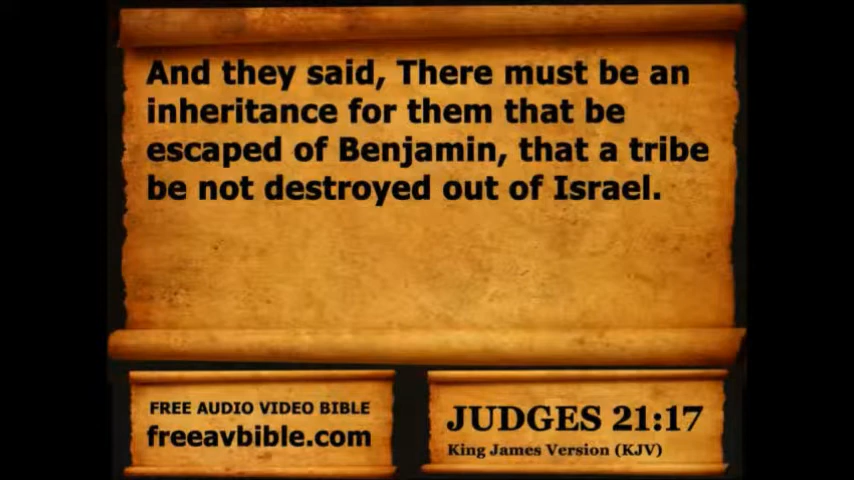 And they said, There must be an
inheritance for them that be
escaped of Benjamin, that a tribe
be not destroyed out of Israel.
FREE AUDIO VIDEO BIBLE
freeavbible.com
JUDGES 21:17
King James Version (KJV)